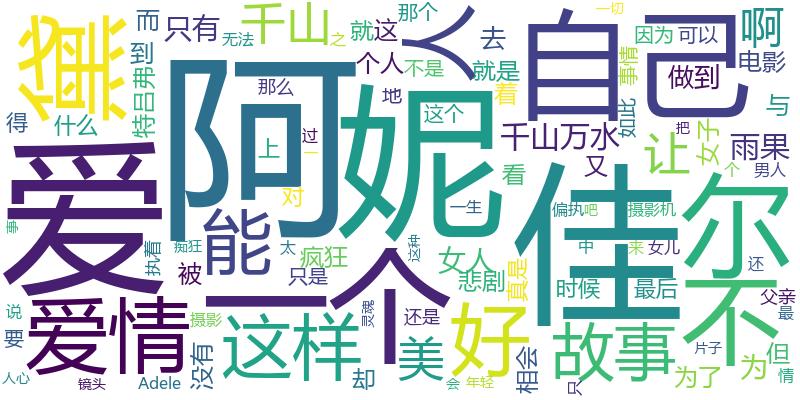 黛
而
只有
千山
之
无法
那个
就
这
人
去
一切
因为
可以
啊
自己
到
特吕弗
那么
个人
不是
就是
着
事情
做到
电影
得
什么
阿妮
地
这个
千山万水
如此
把
与
上
过
一
又
让
女子
个
雨果
男人
爱
佳
尔
对
看
事
执着
能
痴狂
太
疯狂
一生
这种
偏执
吧
摄影机
中
来
女儿
被
只是
一个
女人
悲剧
真是
时候
最后
还
不
父亲
说
要
爱情
摄影
这样
灵魂
还是
好
故事
最
人心
镜头
Adele
没有
却
美
会
年轻
相会
只
为了
片子
为
但
情